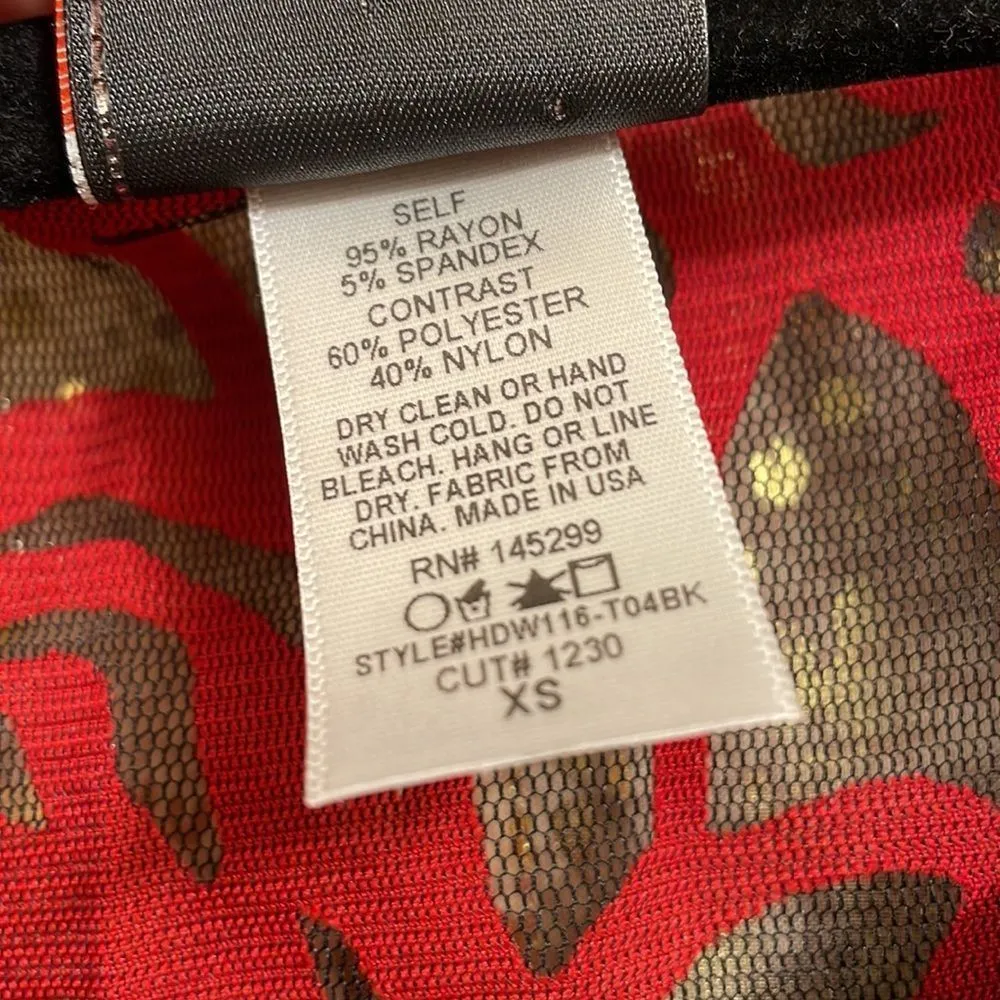 SELF
95% RAYON
5% SPANDEX
CONTRAST
60% POLYESTER
40% NYLON
DRY CLEAN OR HAND
WASH COLD. DO NOT
BLEACH. HANG OR LINE
DRY. FABRIC FROM
CHINA. MADE IN USA
RN# 145299
STYLE#HDW116-T04BK
CUT# 1230
XS